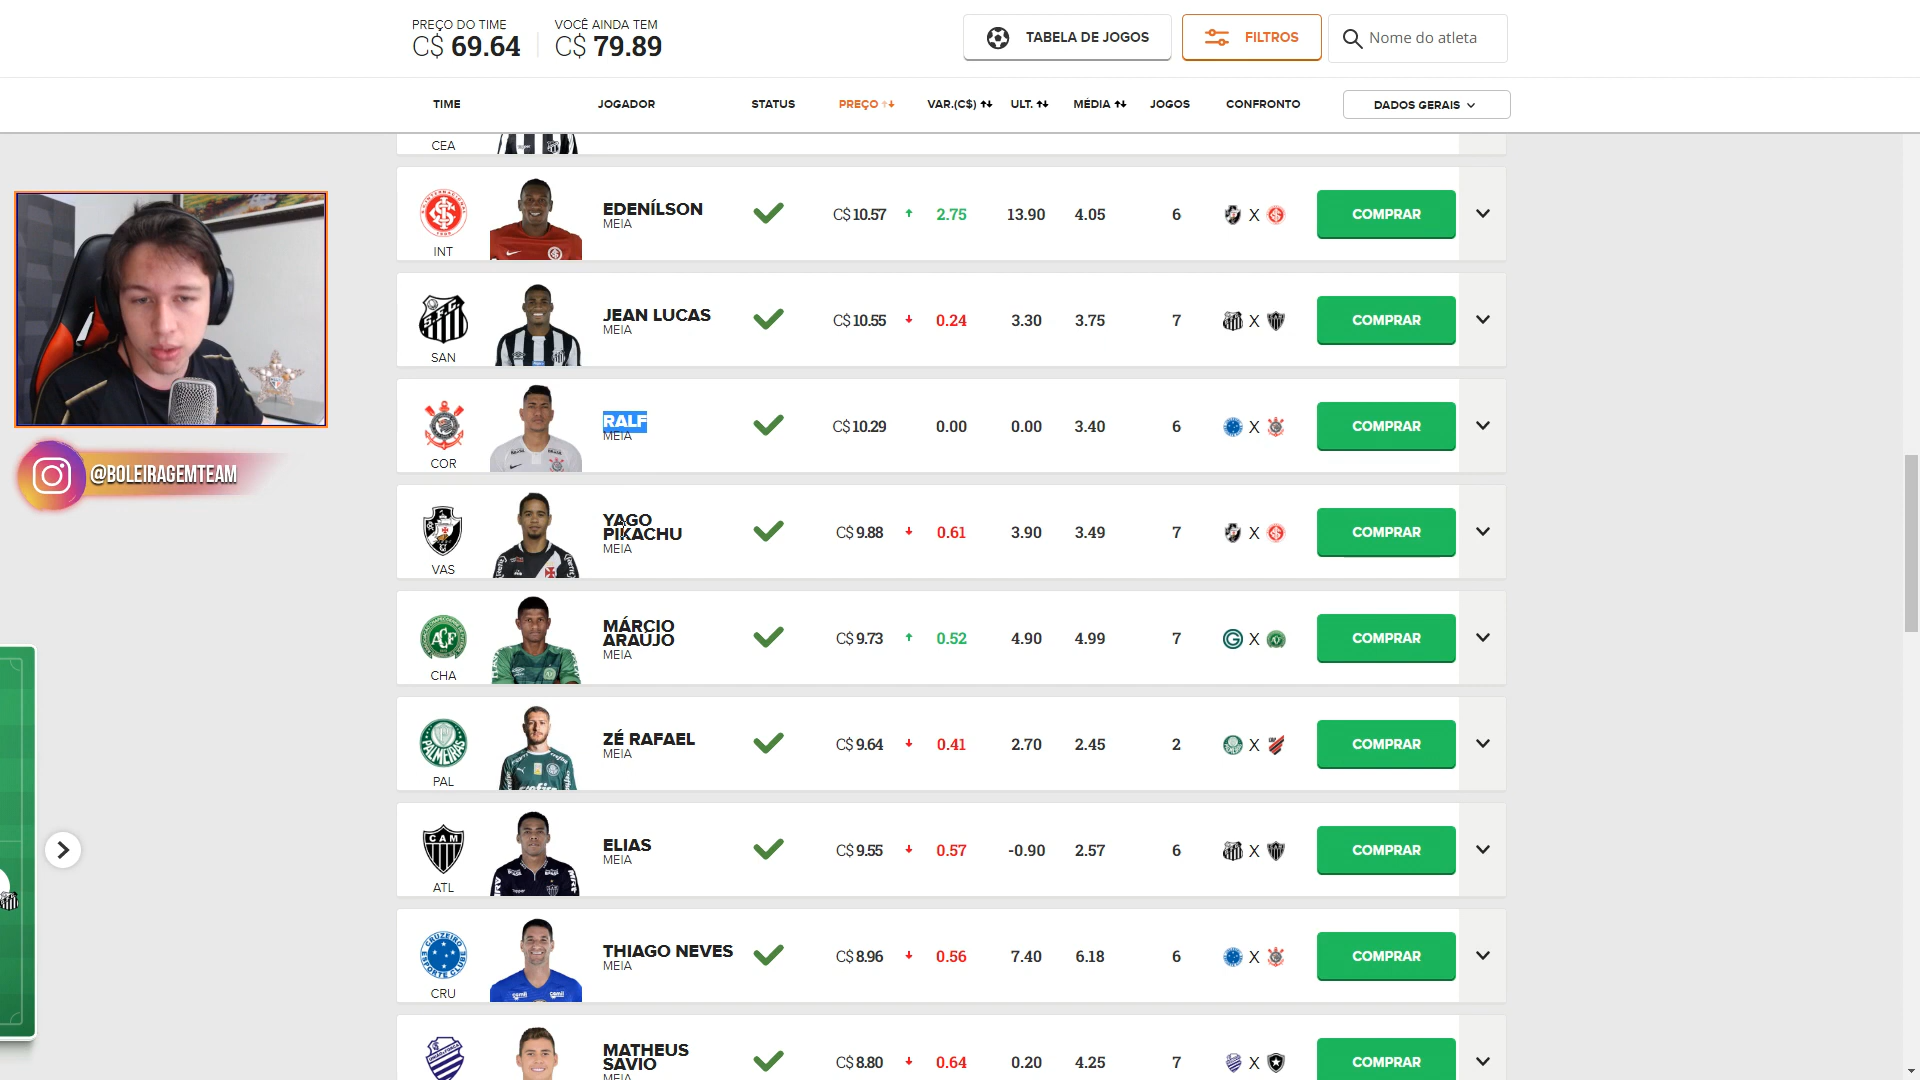 PREÇO DO TIME
C$ 69.64
VOCÊ AINDA TEM
C$ 79.89
TABELA DE JOGOS
FILTROS
Nome do atleta
TIME JOGADOR STATUS PREÇO VAR.(C$) ULT. MÉDIA JOGOS CONFRONTO DADOS GERAIS
CEA
EDENÍLSON
MEIA
INT
C$ 10.57 2.75 13.90 4.05 6 X COMPRAR
JEAN LUCAS
MEIA
SAN
C$ 10.55 0.24 3.30 3.75 7 X COMPRAR
RALF
MEIA
COR
C$ 10.29 0.00 0.00 3.40 6 X COMPRAR
@BOLEIRAGEMTEAM
YAGO
PIKACHU
MEIA
VAS
C$ 9.88 0.61 3.90 3.49 7 X COMPRAR
MÁRCIO
ARAÚJO
MEIA
CHA
C$ 9.73 0.52 4.90 4.99 7 X COMPRAR
ZÉ RAFAEL
MEIA
PAL
C$ 9.64 0.41 2.70 2.45 2 X COMPRAR
ELIAS
MEIA
CAM
ATL
C$ 9.55 0.57 -0.90 2.57 6 X COMPRAR
THIAGO NEVES
MEIA
CRU
C$ 8.96 0.56 7.40 6.18 6 X COMPRAR
MATHEUS
SAVIO
MEIA
C$ 8.80 0.64 0.20 4.25 7 X COMPRAR